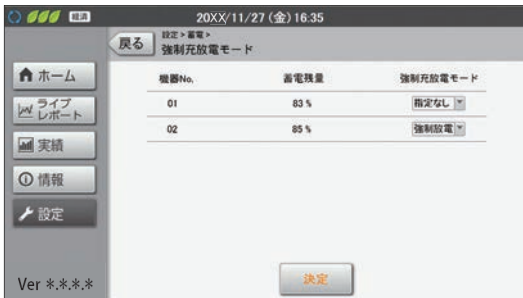 経済 20XX/11/27 (金) 16:35
戻る
設定 > 蓄電 >
強制充放電モード
ホーム
ライブ
レポート
実績
情報
設定
Ver *.*.*.*
機器No. 蓄電残量 強制充放電モード
01 83 % 指定なし
02 85 % 強制放電
決定